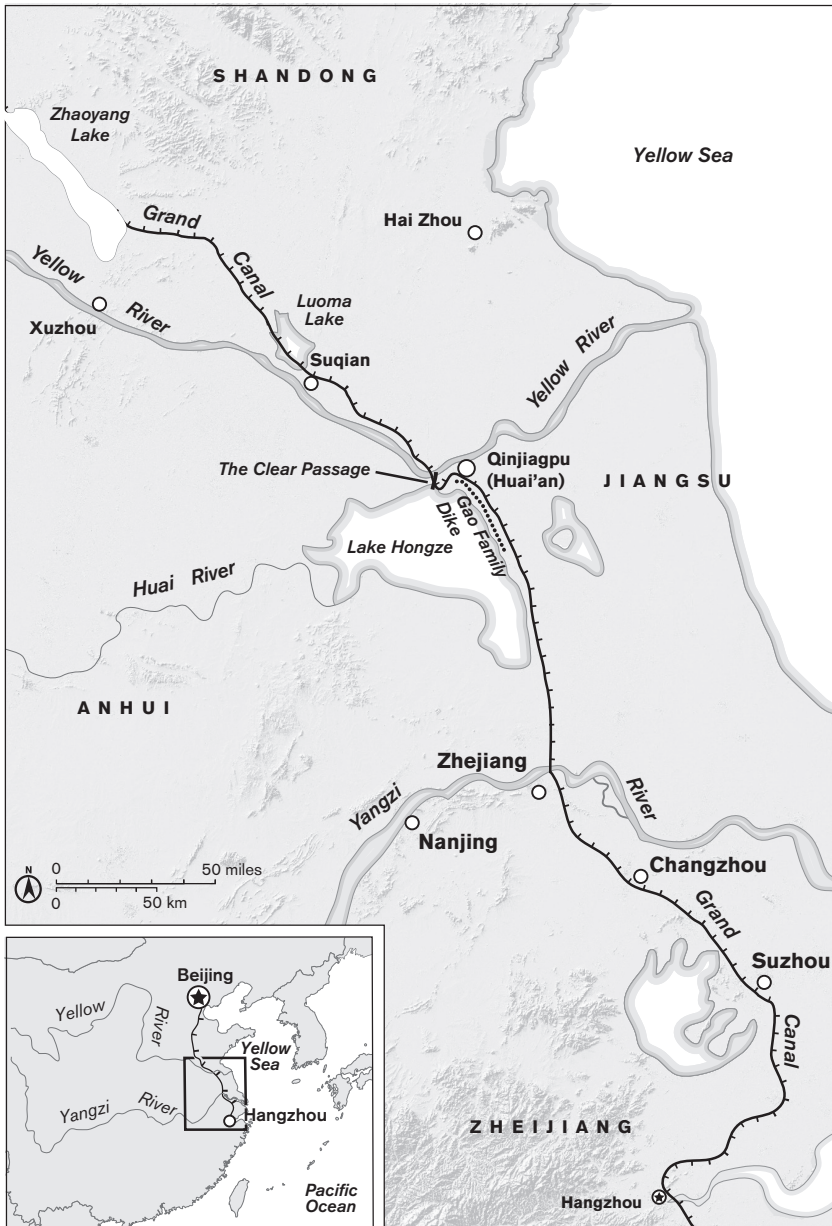 SHANDONG
Zhaoyang
Lake
Yellow Sea
Grand
Canal
Hai Zhou
Yellow
River
Xuzhou
Luoma
Lake
Suqian
Yellow River
The Clear Passage
Qinjiagpu
(Huai’an)
JIANGSU
Gao Family
Dike
Lake Hongze
Huai River
ANHUI
Zhejiang
Yangzi
River
Nanjing
Changzhou
N
0
50 miles
0
50 km
Grand
Canal
Suzhou
ZHEIJIANG
Hangzhou
Beijing
Yellow
River
Yellow
Sea
Yangzi
River
Hangzhou
Pacific
Ocean